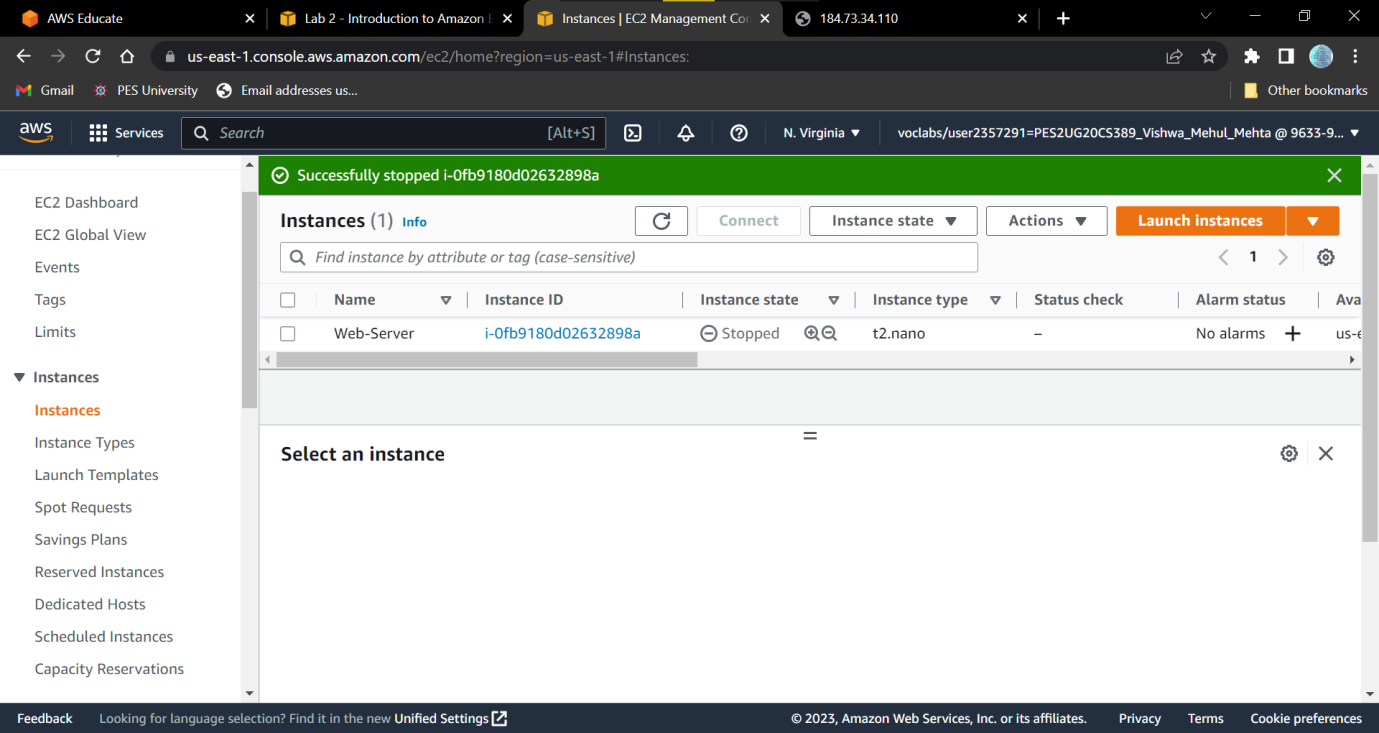 AWS Educate
Lab 2 - Introduction to Amazon E
Instances | EC2 Management Con
184.73.34.110
us-east-1.console.aws.amazon.com/ec2/home?region=us-east-1#Instances:
Gmail
PES University
Email addresses us...
Other bookmarks
aws
Services
Search
[Alt+S]
N. Virginia
voclabs/user2357291=PES2UG20CS389_Vishwa_Mehul_Mehta @ 9633-9...
EC2 Dashboard
EC2 Global View
Events
Tags
Limits
Instances
Instances
Instance Types
Launch Templates
Spot Requests
Savings Plans
Reserved Instances
Dedicated Hosts
Scheduled Instances
Capacity Reservations
Successfully stopped i-0fb9180d02632898a
Instances (1) Info
Connect
Instance state
Actions
Launch instances
Find instance by attribute or tag (case-sensitive)
1
Name Instance ID Instance state Instance type Status check Alarm status Ava
Web-Server i-0fb9180d02632898a Stopped t2.nano – No alarms + us-e
Select an instance
Feedback
Looking for language selection? Find it in the new Unified Settings
© 2023, Amazon Web Services, Inc. or its affiliates.
Privacy
Terms
Cookie preferences